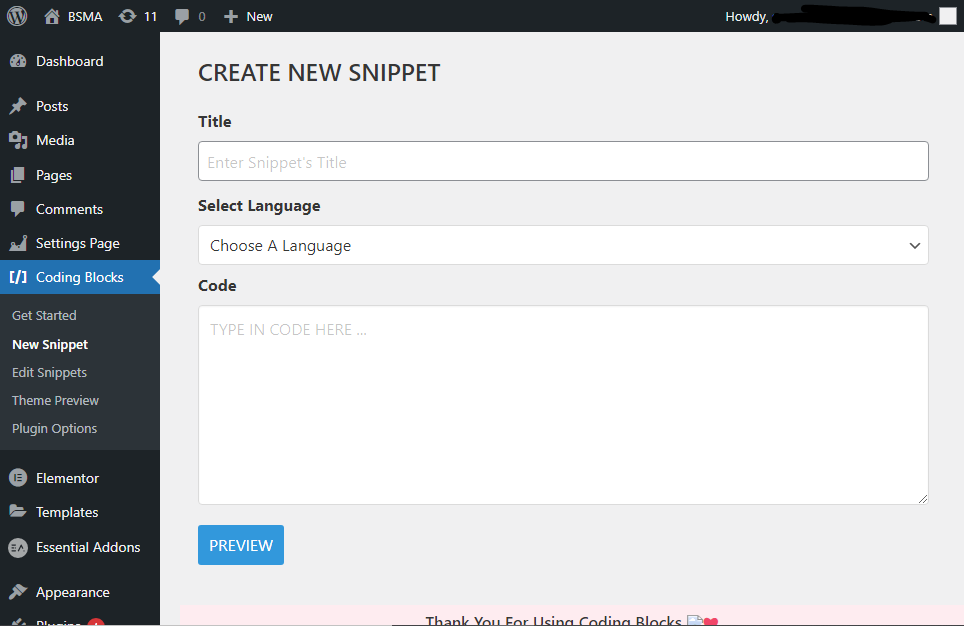 BSMA 11 0 New Howdy,
Dashboard
Posts
Media
Pages
Comments
Settings Page
Coding Blocks
Get Started
New Snippet
Edit Snippets
Theme Preview
Plugin Options
Elementor
Templates
Essential Addons
Appearance
Plugins
CREATE NEW SNIPPET
Title
Enter Snippet's Title
Select Language
Choose A Language
Code
TYPE IN CODE HERE ...
PREVIEW
Thank You For Using Coding Blocks